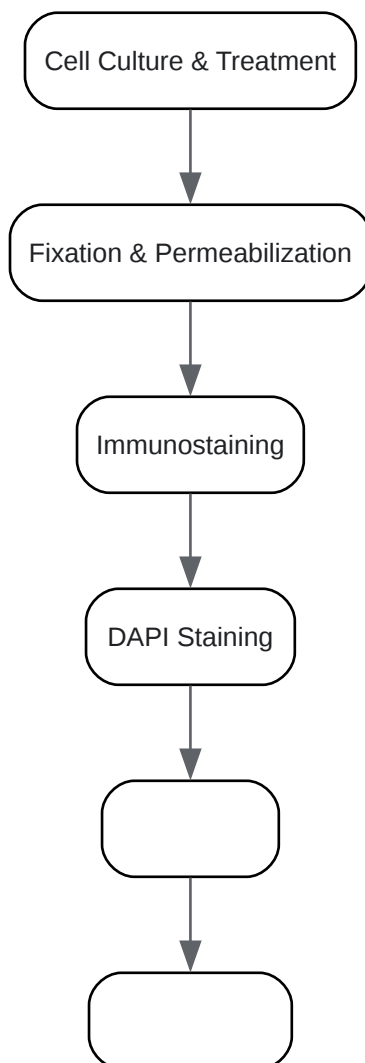 Cell Culture & Treatment
Fixation & Permeabilization
Immunostaining
DAPI Staining